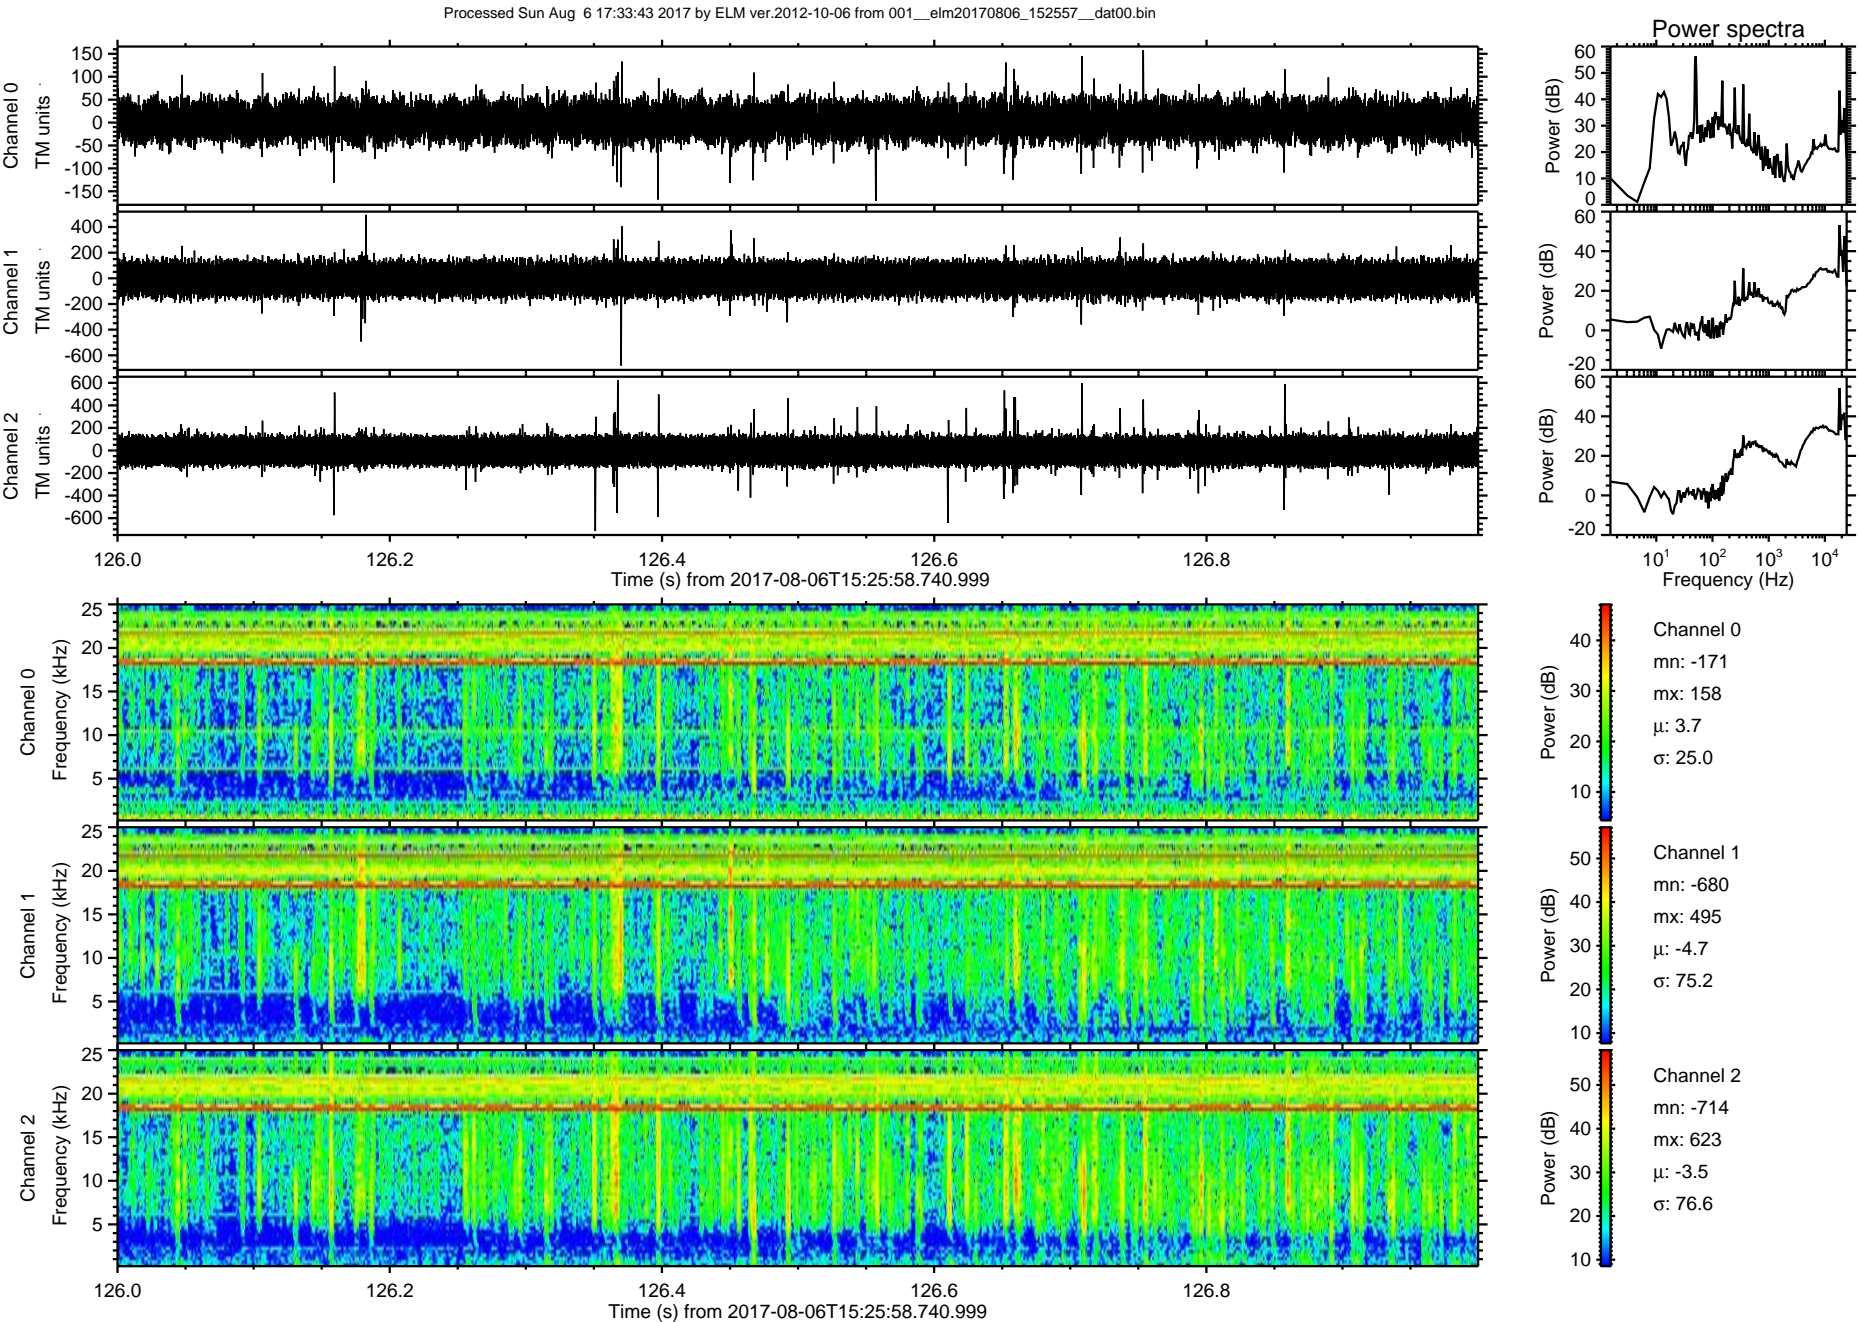 Processed Sun Aug  6 17:33:43 2017 by ELM ver.2012-10-06 from 001__elm20170806_152557__dat00.bin
Power spectra
Channel 0
TM units
150
100
50
0
-50
-100
-150
Power (dB)
60
50
40
30
20
10
0
Channel 1
TM units
400
200
0
-200
-400
-600
Power (dB)
60
40
20
0
-20
Channel 2
TM units
600
400
200
0
-200
-400
-600
Power (dB)
60
40
20
0
-20
126.0 126.2 126.4 126.6 126.8
Time (s) from 2017-08-06T15:25:58.740.999
10¹ 10² 10³ 10⁴
Frequency (Hz)
Channel 0
Frequency (kHz)
25
20
15
10
5
Power (dB)
40
30
20
10
Channel 0
mn: -171
mx: 158
μ: 3.7
σ: 25.0
Channel 1
Frequency (kHz)
25
20
15
10
5
Power (dB)
50
40
30
20
10
Channel 1
mn: -680
mx: 495
μ: -4.7
σ: 75.2
Channel 2
Frequency (kHz)
25
20
15
10
5
Power (dB)
50
40
30
20
10
Channel 2
mn: -714
mx: 623
μ: -3.5
σ: 76.6
126.0 126.2 126.4 126.6 126.8
Time (s) from 2017-08-06T15:25:58.740.999